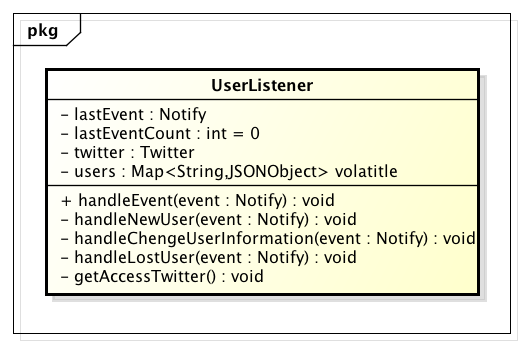 pkg
UserListener
– lastEvent : Notify
– lastEventCount : int = 0
– twitter : Twitter
– users : Map<String,JSONObject> volatitle
+ handleEvent(event : Notify) : void
– handleNewUser(event : Notify) : void
– handleChengeUserInformation(event : Notify) : void
– handleLostUser(event : Notify) : void
– getAccessTwitter() : void